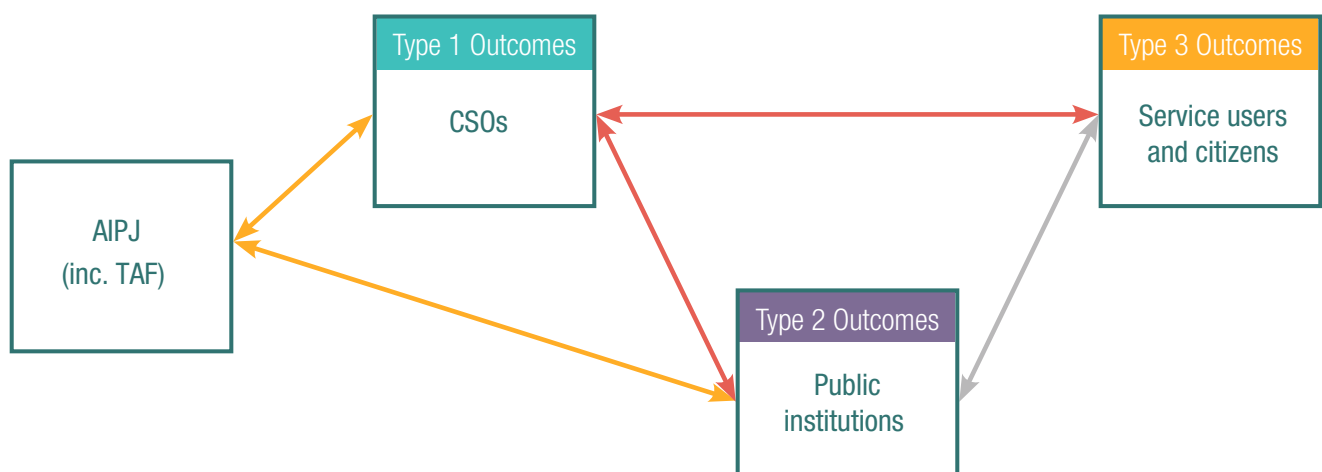 Type 1 Outcomes
CSOs
Type 3 Outcomes
Service users
and citizens
AIPJ
(inc. TAF)
Type 2 Outcomes
Public
institutions